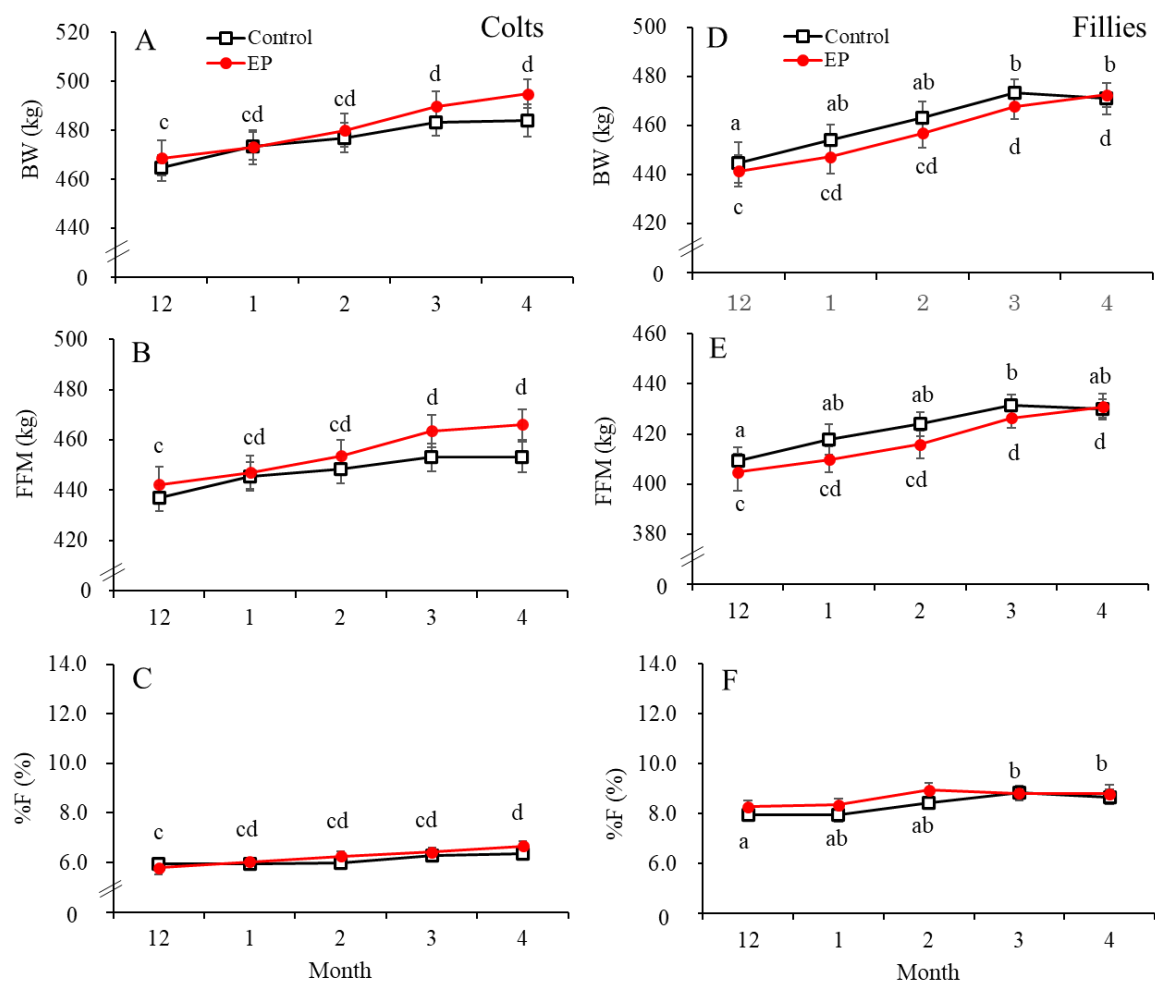 A
Colts
Control
EP
BW (kg)
520
500
480
460
440
0
c
cd
cd
d
d
12 1 2 3 4
D
Fillies
Control
EP
BW (kg)
500
480
460
440
420
0
a
ab
ab
b
b
c
cd
cd
d
d
12 1 2 3 4
B
FFM (kg)
500
480
460
440
420
0
c
cd
cd
d
d
12 1 2 3 4
E
FFM (kg)
460
440
420
400
380
0
a
ab
ab
b
ab
c
cd
cd
d
d
12 1 2 3 4
C
%F (%)
14.0
12.0
10.0
8.0
6.0
0
c
cd
cd
cd
d
12 1 2 3 4
Month
F
%F (%)
14.0
12.0
10.0
8.0
6.0
0
a
ab
ab
b
b
12 1 2 3 4
Month